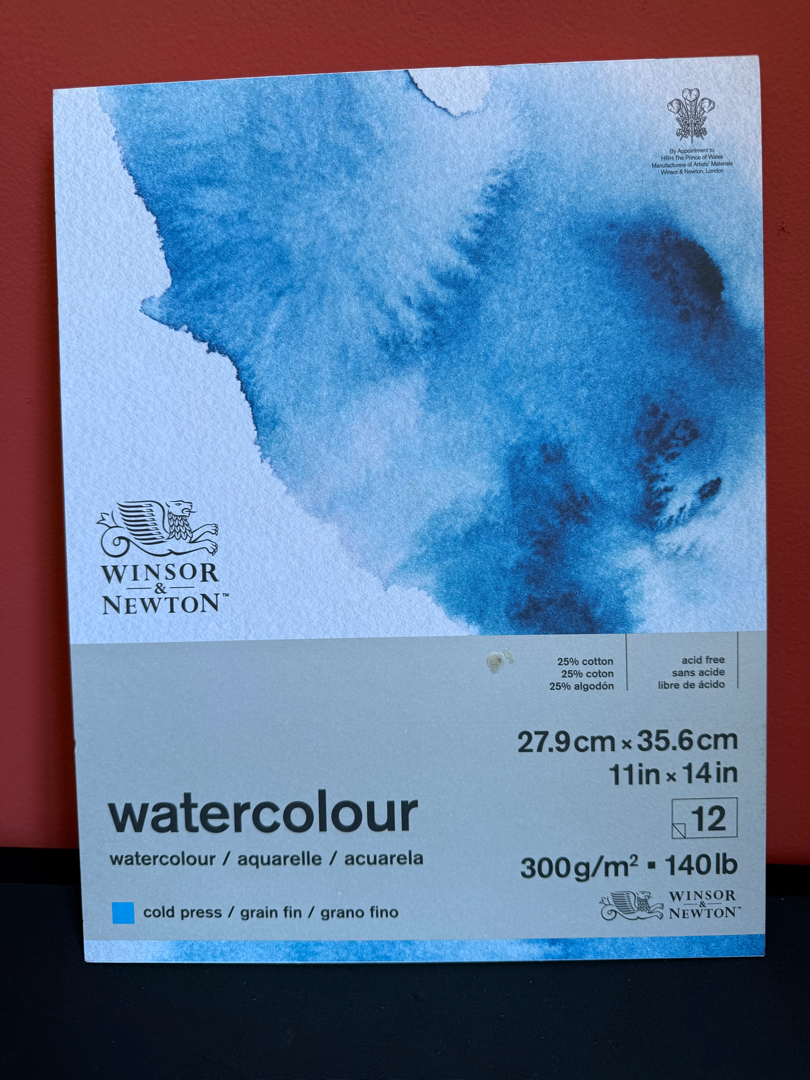 By Appointment to
HRH The Prince of Wales
Manufacturers of Artists' Materials
Winsor & Newton, London
WINSOR
&
NEWTON™
25% cotton
25% coton
25% algodón
acid free
sans acide
libre de ácido
27.9cm × 35.6cm
11in × 14in
12
300g/m² ▪ 140lb
watercolour
watercolour / aquarelle / acuarela
cold press / grain fin / grano fino
WINSOR
&
NEWTON™